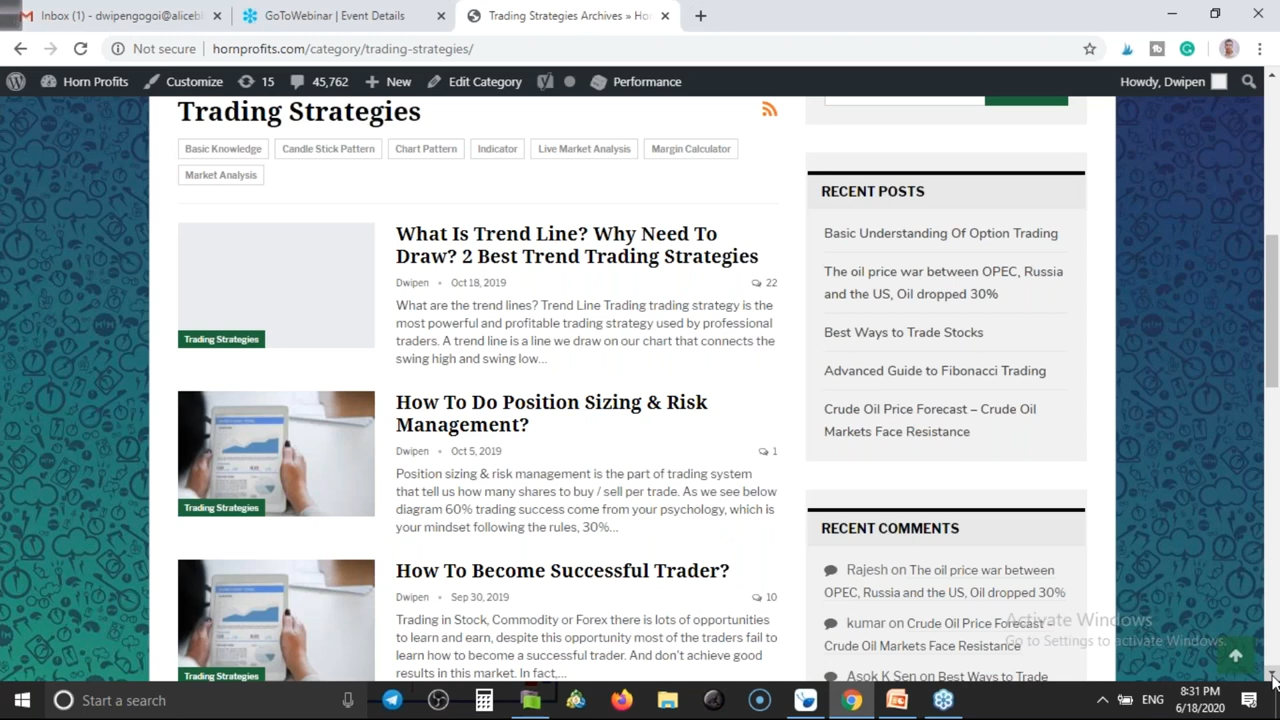 Inbox (1) - dwipengogoi@alicebl
GoToWebinar | Event Details
Trading Strategies Archives » Ho
Not secure
hornprofits.com/category/trading-strategies/
Horn Profits
Customize
15
45,762
New
Edit Category
Performance
Howdy, Dwipen
Trading Strategies
Basic Knowledge
Candle Stick Pattern
Chart Pattern
Indicator
Live Market Analysis
Margin Calculator
Market Analysis
What Is Trend Line? Why Need To
Draw? 2 Best Trend Trading Strategies
Dwipen • Oct 18, 2019
22
What are the trend lines? Trend Line Trading trading strategy is the
most powerful and profitable trading strategy used by professional
traders. A trend line is a line we draw on our chart that connects the
swing high and swing low...
Trading Strategies
How To Do Position Sizing & Risk
Management?
Dwipen • Oct 5, 2019
1
Position sizing & risk management is the part of trading system
that tell us how many shares to buy / sell per trade. As we see below
diagram 60% trading success come from your psychology, which is
your mindset following the rules, 30%...
Trading Strategies
How To Become Successful Trader?
Dwipen • Sep 30, 2019
10
Trading in Stock, Commodity or Forex there is lots of opportunities
to learn and earn, despite this opportunity most of the traders fail to
learn how to become a successful trader. And don't achieve good
results in this market. In fact,...
Trading Strategies
RECENT POSTS
Basic Understanding Of Option Trading
The oil price war between OPEC, Russia
and the US, Oil dropped 30%
Best Ways to Trade Stocks
Advanced Guide to Fibonacci Trading
Crude Oil Price Forecast – Crude Oil
Markets Face Resistance
RECENT COMMENTS
Rajesh on The oil price war between
OPEC, Russia and the US, Oil dropped 30%
kumar on Crude Oil Price Forecast –
Crude Oil Markets Face Resistance
Asok K Sen on Best Ways to Trade
Activate Windows
Go to Settings to activate Windows.
Start a search
ENG
8:31 PM
6/18/2020